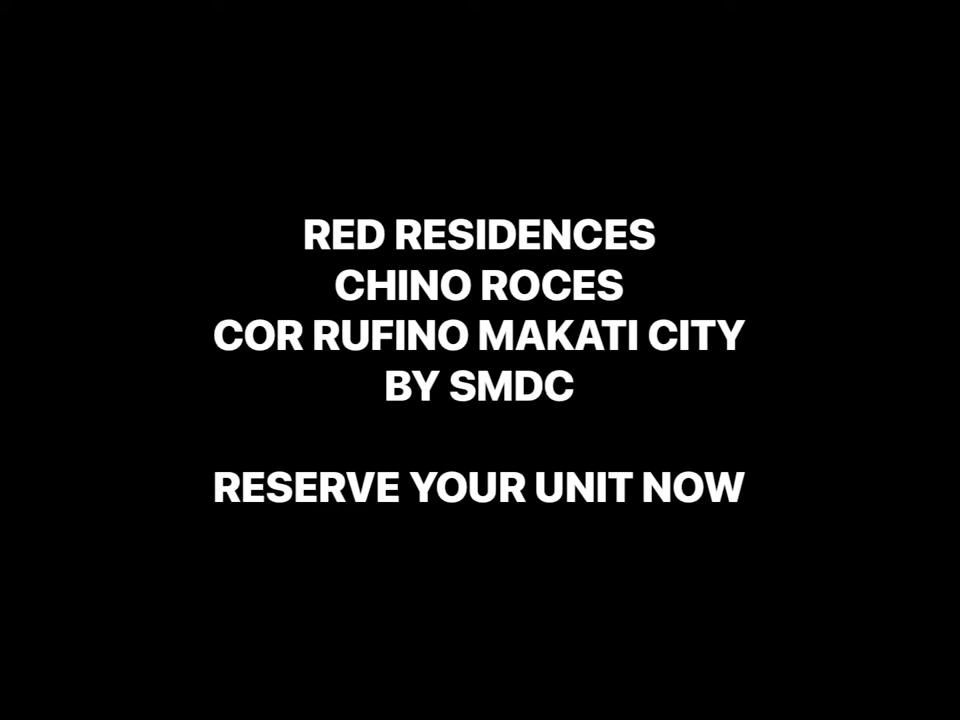 RED RESIDENCES
CHINO ROCES
COR RUFINO MAKATI CITY
BY SMDC
RESERVE YOUR UNIT NOW